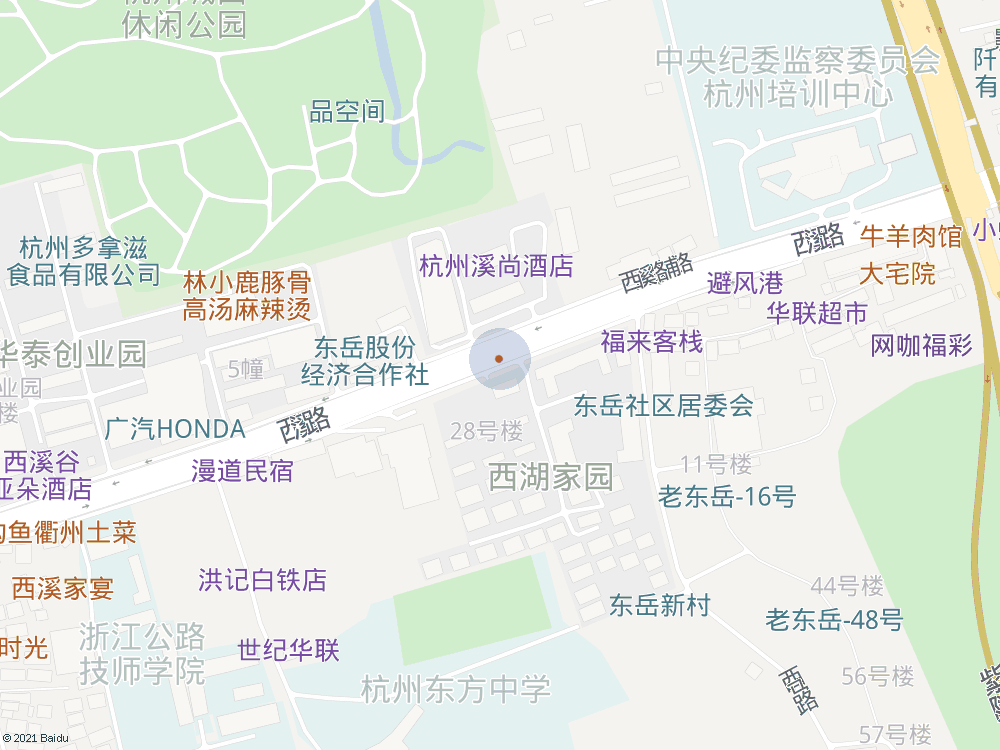 休闲公园
中央纪委监察委员会
杭州培训中心
品空间
西溪路
牛羊肉馆
杭州多拿滋
食品有限公司
杭州溪尚酒店
西溪路辅路
大宅院
林小鹿豚骨
高汤麻辣烫
避风港
华联超市
东岳股份
经济合作社
福来客栈
网咖福彩
华泰创业园
5幢
业园
楼
东岳社区居委会
广汽HONDA
西溪路
28号楼
西溪谷
亚朵酒店
漫道民宿
西湖家园
11号楼
老东岳-16号
钓鱼衢州土菜
西溪家宴
洪记白铁店
44号楼
东岳新村
老东岳-48号
浙江公路
技师学院
时光
世纪华联
杭州东方中学
56号楼
57号楼
© 2021 Baidu